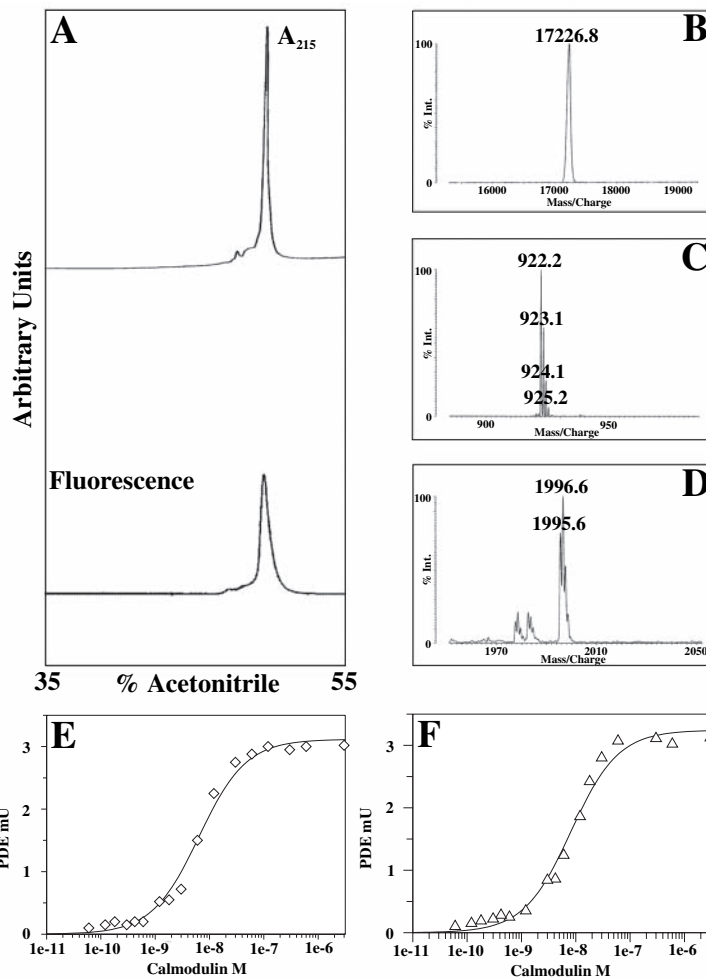 A
A215
Arbitrary Units
Fluorescence
35
% Acetonitrile
55
B
17226.8
100
% Int.
0
16000
17000
18000
19000
Mass/Charge
C
922.2
100
923.1
924.1
925.2
% Int.
0
900
950
D
1996.6
100
1995.6
% Int.
0
1970
2010
2050
Mass/Charge
E
3
2
1
0
PDE mU
1e-11
1e-10
1e-9
1e-8
1e-7
1e-6
Calmodulin M
F
3
2
1
0
PDE mU
1e-11
1e-10
1e-9
1e-8
1e-7
1e-6
Calmodulin M